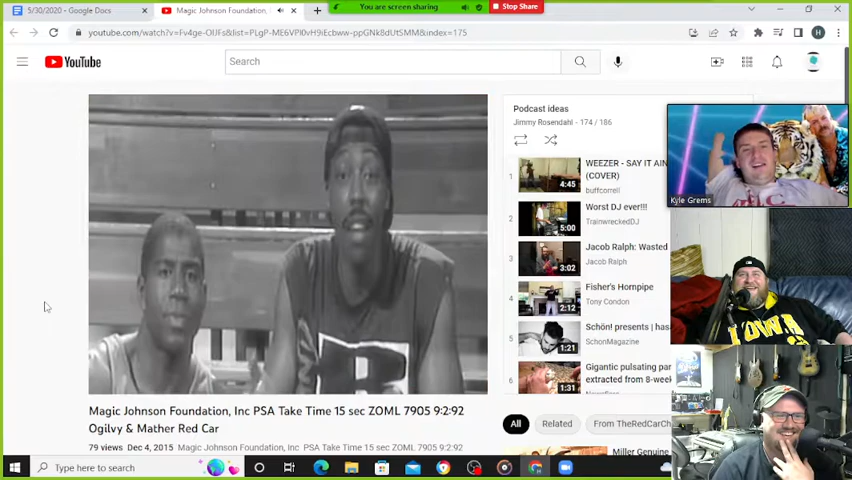 You are screen sharing
Stop Share
5/30/2020 - Google Docs
Magic Johnson Foundation,
youtube.com/watch?v=Fv4ge-OlJFs&list=PLgP-ME6VPl0vH9iEcbww-ppGNk8dUtSMM&index=175
YouTube
Search
Podcast ideas
Jimmy Rosendahl - 174 / 186
1
WEEZER - SAY IT AIN
(COVER)
buffcorrell
4:45
2
Worst DJ ever!!!
TrainwreckedDJ
5:00
3
Jacob Ralph: Wasted
Jacob Ralph
3:02
4
Fisher's Hornpipe
Tony Condon
2:12
5
Schön! presents | has
SchonMagazine
1:21
6
Gigantic pulsating par
extracted from 8-week
1:31
Kyle Grems
IOWA
Magic Johnson Foundation, Inc PSA Take Time 15 sec ZOML 7905 9:2:92
Ogilvy & Mather Red Car
79 views Dec 4, 2015 Magic Johnson Foundation, Inc PSA Take Time 15 sec ZOML 7905 9:2:92
All
Related
From TheRedCarCh
Miller Genuine
Type here to search